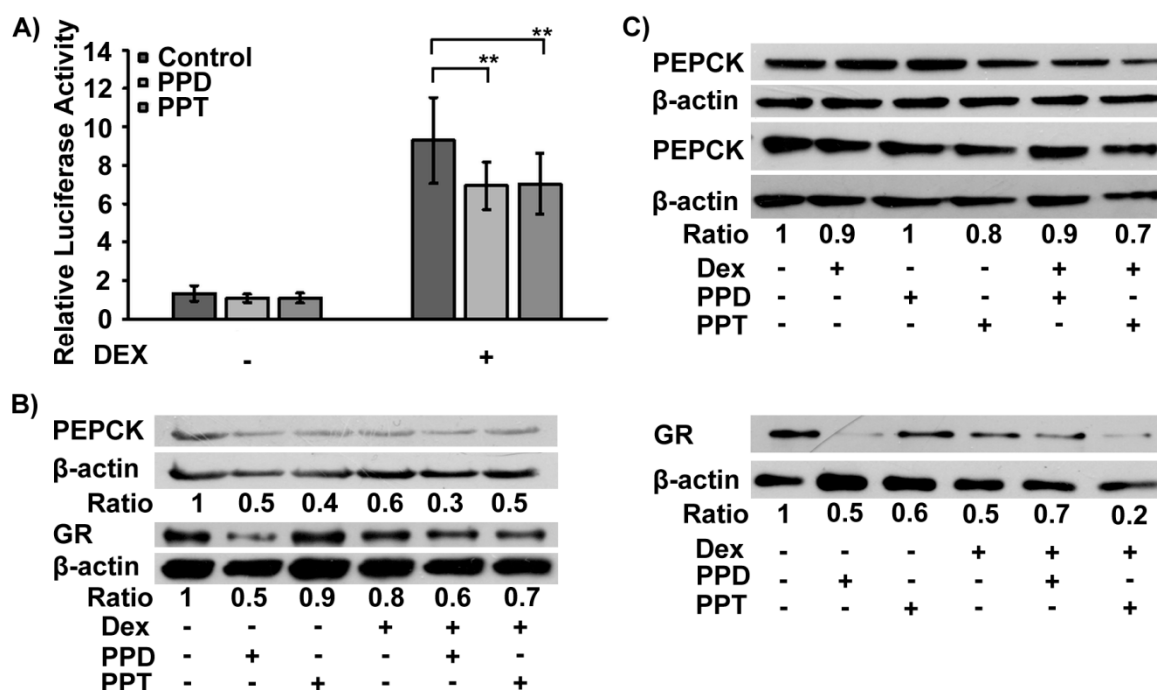 A)
Relative Luciferase Activity
14
12
10
8
6
4
2
0
Control
PPD
PPT
**
**
DEX - +
B)
PEPCK
β-actin
Ratio 1 0.5 0.4 0.6 0.3 0.5
GR
β-actin
Ratio 1 0.5 0.9 0.8 0.6 0.7
Dex - - - + + +
PPD - + - - + -
PPT - - + - - +
C)
PEPCK
β-actin
PEPCK
β-actin
Ratio 1 0.9 1 0.8 0.9 0.7
Dex - + - - + +
PPD - - + - + -
PPT - - - + - +
GR
β-actin
Ratio 1 0.5 0.6 0.5 0.7 0.2
Dex - - - + + +
PPD - + - - + -
PPT - - + - - +